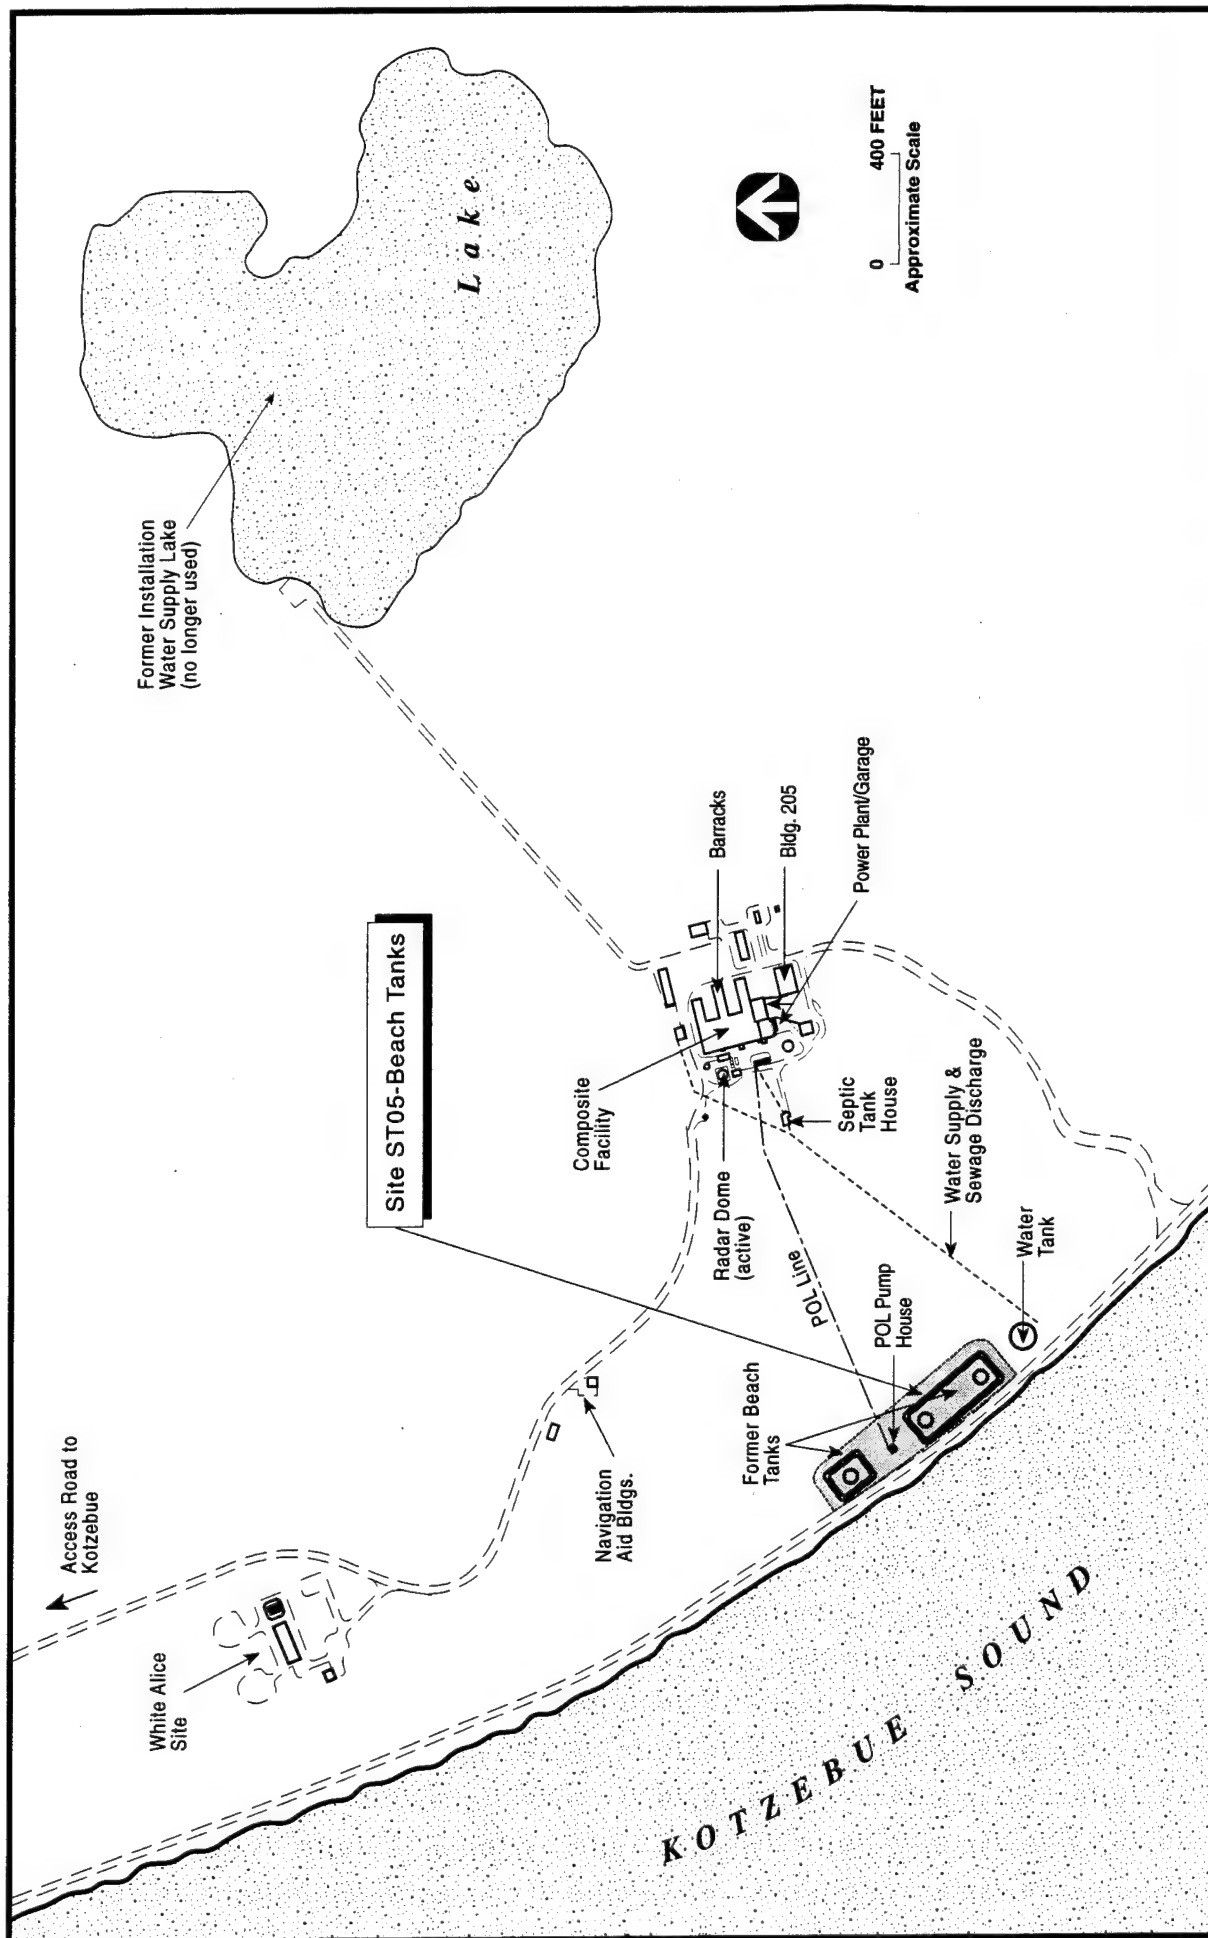 Access Road to
Kotzebue
White Alice
Site
Navigation
Aid Bldgs.
Former Installation
Water Supply Lake
(no longer used)
Lake
Site ST05-Beach Tanks
Composite
Facility
Barracks
Bldg. 205
Power Plant/Garage
Radar Dome
(active)
Septic
Tank
House
POL Line
Former Beach
Tanks
POL Pump
House
Water Supply &
Sewage Discharge
Water
Tank
KOTZEBUE SOUND
0 400 FEET
Approximate Scale